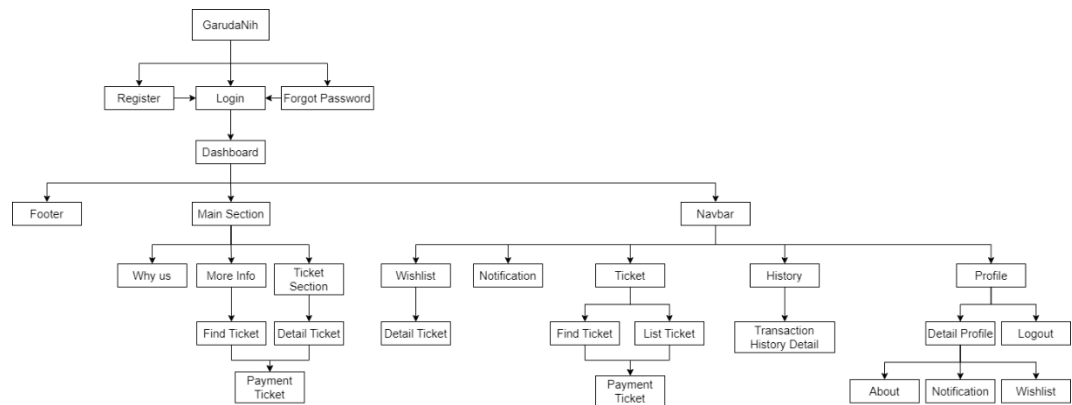 GarudaNih
Register
Login
Forgot Password
Dashboard
Footer
Main Section
Navbar
Why us
More Info
Ticket
Section
Wishlist
Notification
Ticket
History
Profile
Find Ticket
Detail Ticket
Detail Ticket
Find Ticket
List Ticket
Transaction
History Detail
Detail Profile
Logout
Payment
Ticket
Payment
Ticket
About
Notification
Wishlist